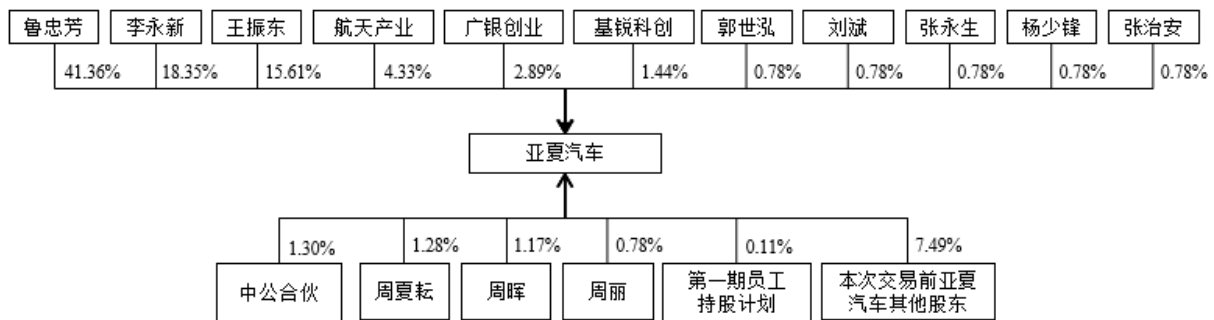 鲁忠芳 李永新 王振东 航天产业 广银创业 基锐科创 郭世泓 刘斌 张永生 杨少锋 张治安
41.36% 18.35% 15.61% 4.33% 2.89% 1.44% 0.78% 0.78% 0.78% 0.78% 0.78%
亚夏汽车
1.30% 1.28% 1.17% 0.78% 0.11% 7.49%
中公合伙 周夏耘 周晖 周丽 第一期员工 本次交易前亚夏
持股计划 汽车其他股东